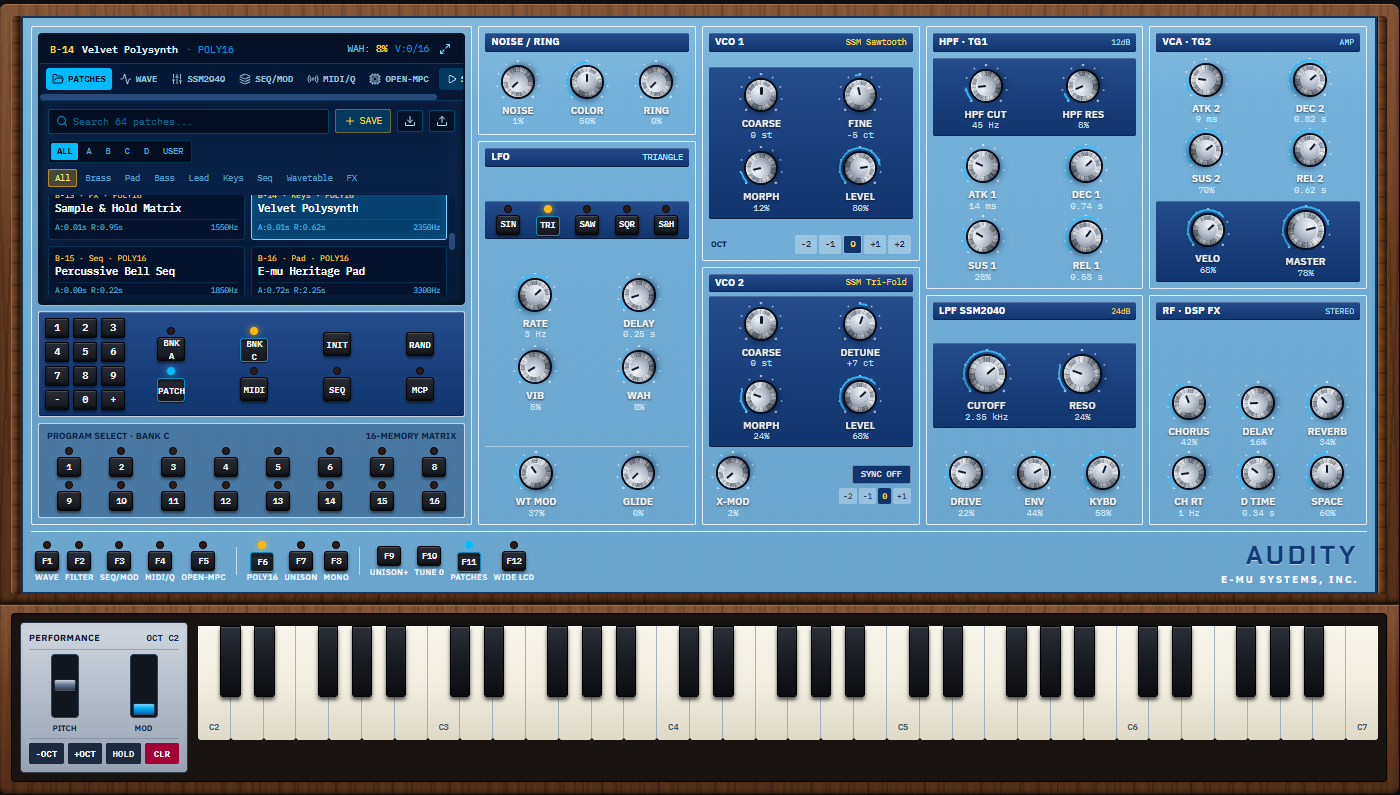 B-14 Velvet Polysynth · POLY16 WAH: 8% V:0/16
PATCHES WAVE SSM2040 SEQ/MOD MIDI/Q OPEN-MPC
Search 64 patches...
+ SAVE
ALL A B C D USER
All Brass Pad Bass Lead Keys Seq Wavetable FX
B-13 · FX · POLY16
Sample & Hold Matrix
A:0.01s R:0.95s 1550Hz
B-14 · Keys · POLY16
Velvet Polysynth
A:0.01s R:0.62s 2350Hz
B-15 · Seq · POLY16
Percussive Bell Seq
A:0.00s R:0.22s 1850Hz
B-16 · Pad · POLY16
E-mu Heritage Pad
A:0.72s R:2.25s 3300Hz
1 2 3
4 5 6
7 8 9
- 0 +
BNK A
BNK C
INIT
RAND
PATCH
MIDI
SEQ
MCP
PROGRAM SELECT · BANK C 16-MEMORY MATRIX
1 2 3 4 5 6 7 8
9 10 11 12 13 14 15 16
NOISE / RING
NOISE COLOR RING
1% 50% 0%
LFO TRIANGLE
SIN TRI SAW SQR S&H
RATE DELAY
3 Hz 0.25 s
VIB WAH
5% 8%
WT MOD GLIDE
37% 0%
VCO 1 SSM Sawtooth
COARSE FINE
0 st -5 ct
MORPH LEVEL
12% 80%
OCT -2 -1 0 +1 +2
VCO 2 SSM Tri-Fold
COARSE DETUNE
0 st +7 ct
MORPH LEVEL
24% 68%
X-MOD
2%
SYNC OFF
-2 -1 0 +1
HPF · TG1 12dB
HPF CUT HPF RES
45 Hz 8%
ATK 1 DEC 1
14 ms 0.74 s
SUS 1 REL 1
28% 0.58 s
LPF SSM2040 24dB
CUTOFF RESO
2.35 kHz 24%
DRIVE ENV KYBD
22% 44% 58%
VCA · TG2 AMP
ATK 2 DEC 2
9 ms 0.82 s
SUS 2 REL 2
70% 0.62 s
VELO MASTER
68% 78%
RF · DSP FX STEREO
CHORUS DELAY REVERB
42% 16% 34%
CH RT D TIME SPACE
1 Hz 0.34 s 60%
F1 F2 F3 F4 F5 F6 F7 F8 F9 F10 F11 F12
WAVE FILTER SEQ/MOD MIDI/Q OPEN-MPC POLY16 UNISON MONO UNISON+ TUNE 0 PATCHES WIDE LCD
AUDITY
E-MU SYSTEMS, INC.
PERFORMANCE OCT C2
PITCH MOD
-OCT +OCT HOLD CLR
C2 C3 C4 C5 C6 C7